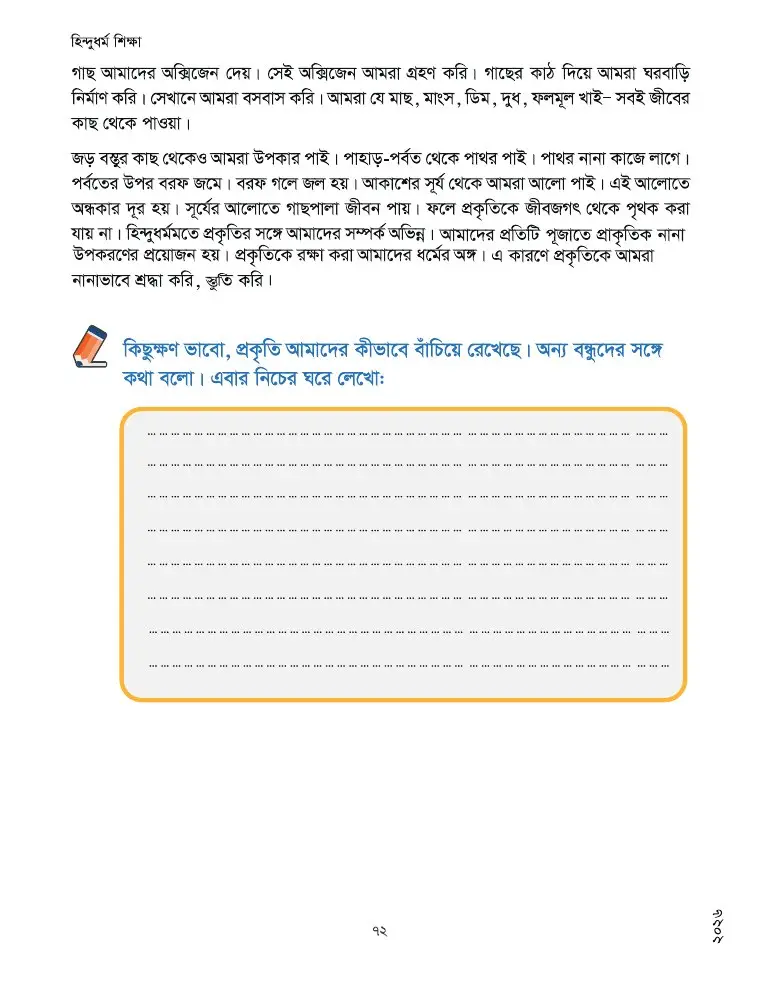 হিন্দুধর্ম শিক্ষা
গাছ আমাদের অক্সিজেন দেয়। সেই অক্সিজেন আমরা গ্রহণ করি। গাছের কাঠ দিয়ে আমরা ঘরবাড়ি
নির্মাণ করি। সেখানে আমরা বসবাস করি। আমরা যে মাছ, মাংস, ডিম, দুধ, ফলমূল খাই– সবই জীবের
কাছ থেকে পাওয়া।
জড় বস্তুর কাছ থেকেও আমরা উপকার পাই। পাহাড়-পর্বত থেকে পাথর পাই। পাথর নানা কাজে লাগে।
পর্বতের উপর বরফ জমে। বরফ গলে জল হয়। আকাশের সূর্য থেকে আমরা আলো পাই। এই আলোতে
অন্ধকার দূর হয়। সূর্যের আলোতে গাছপালা জীবন পায়। ফলে প্রকৃতিকে জীবজগৎ থেকে পৃথক করা
যায় না। হিন্দুধর্মমতে প্রকৃতির সঙ্গে আমাদের সম্পর্ক অভিন্ন। আমাদের প্রতিটি পূজাতে প্রাকৃতিক নানা
উপকরণের প্রয়োজন হয়। প্রকৃতিকে রক্ষা করা আমাদের ধর্মের অঙ্গ। এ কারণে প্রকৃতিকে আমরা
নানাভাবে শ্রদ্ধা করি, স্তুতি করি।
কিছুক্ষণ ভাবো, প্রকৃতি আমাদের কীভাবে বাঁচিয়ে রেখেছে। অন্য বন্ধুদের সঙ্গে
কথা বলো। এবার নিচের ঘরে লেখো:
৭২
২০২৬